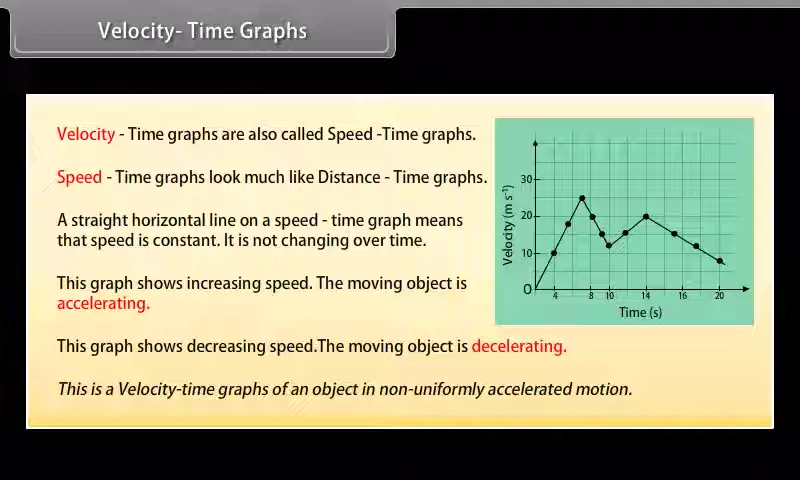 Velocity- Time Graphs
Velocity - Time graphs are also called Speed -Time graphs.
Speed - Time graphs look much like Distance - Time graphs.
A straight horizontal line on a speed - time graph means
that speed is constant. It is not changing over time.
This graph shows increasing speed. The moving object is
accelerating.
This graph shows decreasing speed.The moving object is decelerating.
This is a Velocity-time graphs of an object in non-uniformly accelerated motion.
Velocity (m s⁻¹)
30
20
10
O
4 8 10 14 16 20
Time (s)